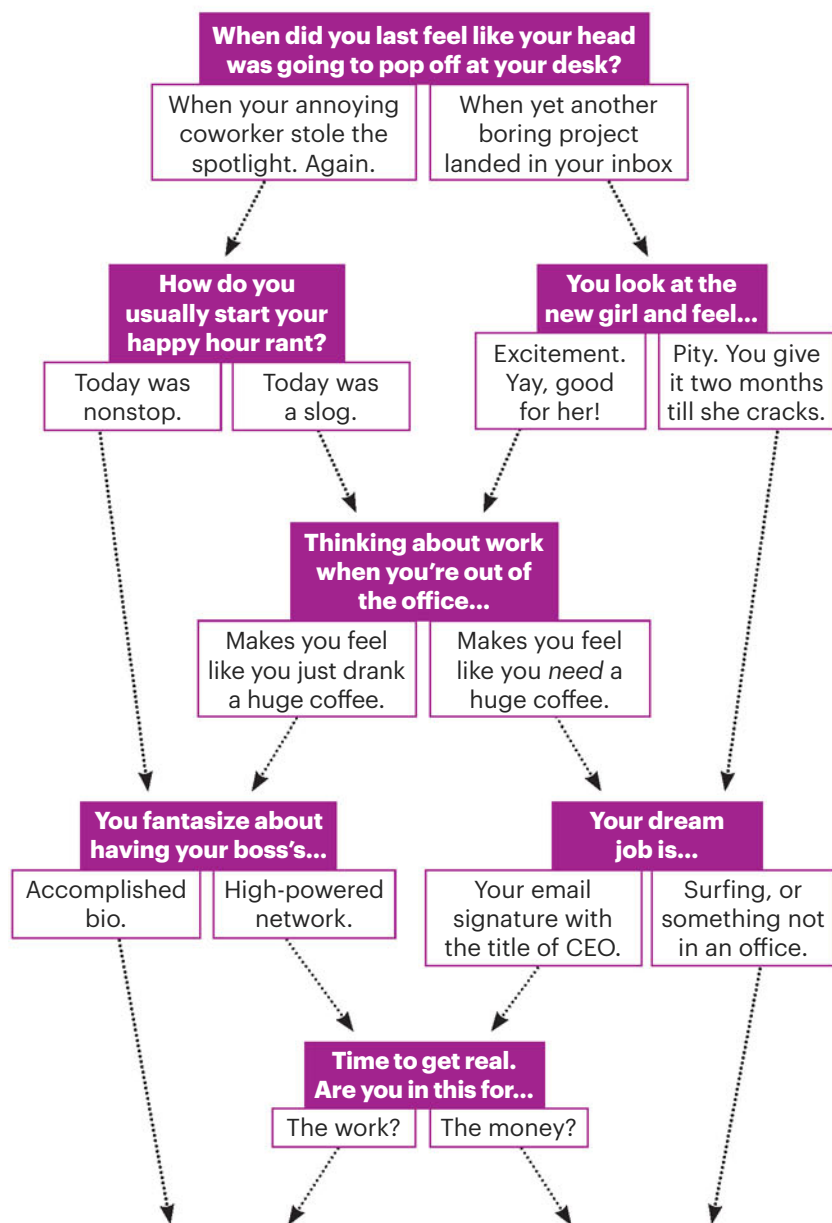 When did you last feel like your head
was going to pop off at your desk?
When your annoying
coworker stole the
spotlight. Again.
When yet another
boring project
landed in your inbox
How do you
usually start your
happy hour rant?
Today was
nonstop.
Today was
a slog.
You look at the
new girl and feel...
Excitement.
Yay, good
for her!
Pity. You give
it two months
till she cracks.
Thinking about work
when you’re out of
the office...
Makes you feel
like you just drank
a huge coffee.
Makes you feel
like you need a
huge coffee.
You fantasize about
having your boss’s...
Accomplished
bio.
High-powered
network.
Your dream
job is...
Your email
signature with
the title of CEO.
Surfing, or
something not
in an office.
Time to get real.
Are you in this for...
The work?
The money?